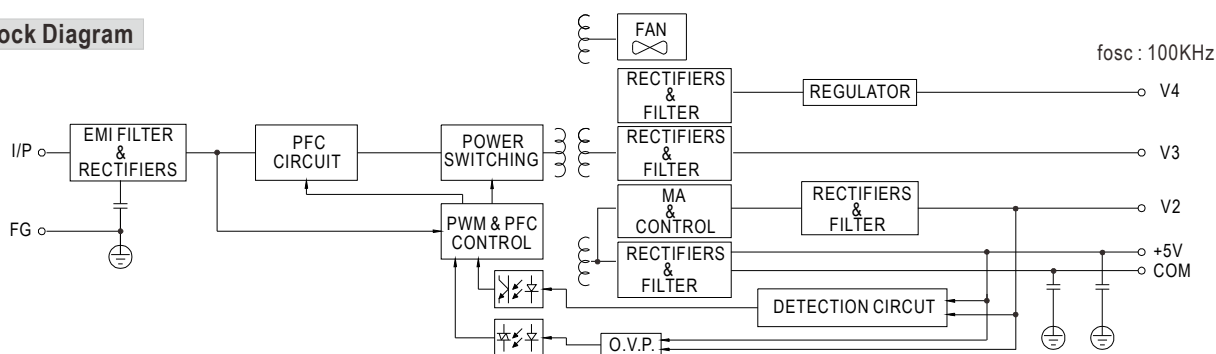 ock Diagram
FAN
fosc : 100KHz
RECTIFIERS
&
FILTER
REGULATOR
V4
I/P
EMI FILTER
&
RECTIFIERS
PFC
CIRCUIT
POWER
SWITCHING
RECTIFIERS
&
FILTER
V3
MA
&
CONTROL
RECTIFIERS
&
FILTER
V2
FG
PWM & PFC
CONTROL
RECTIFIERS
&
FILTER
+5V
COM
DETECTION CIRCUT
O.V.P.